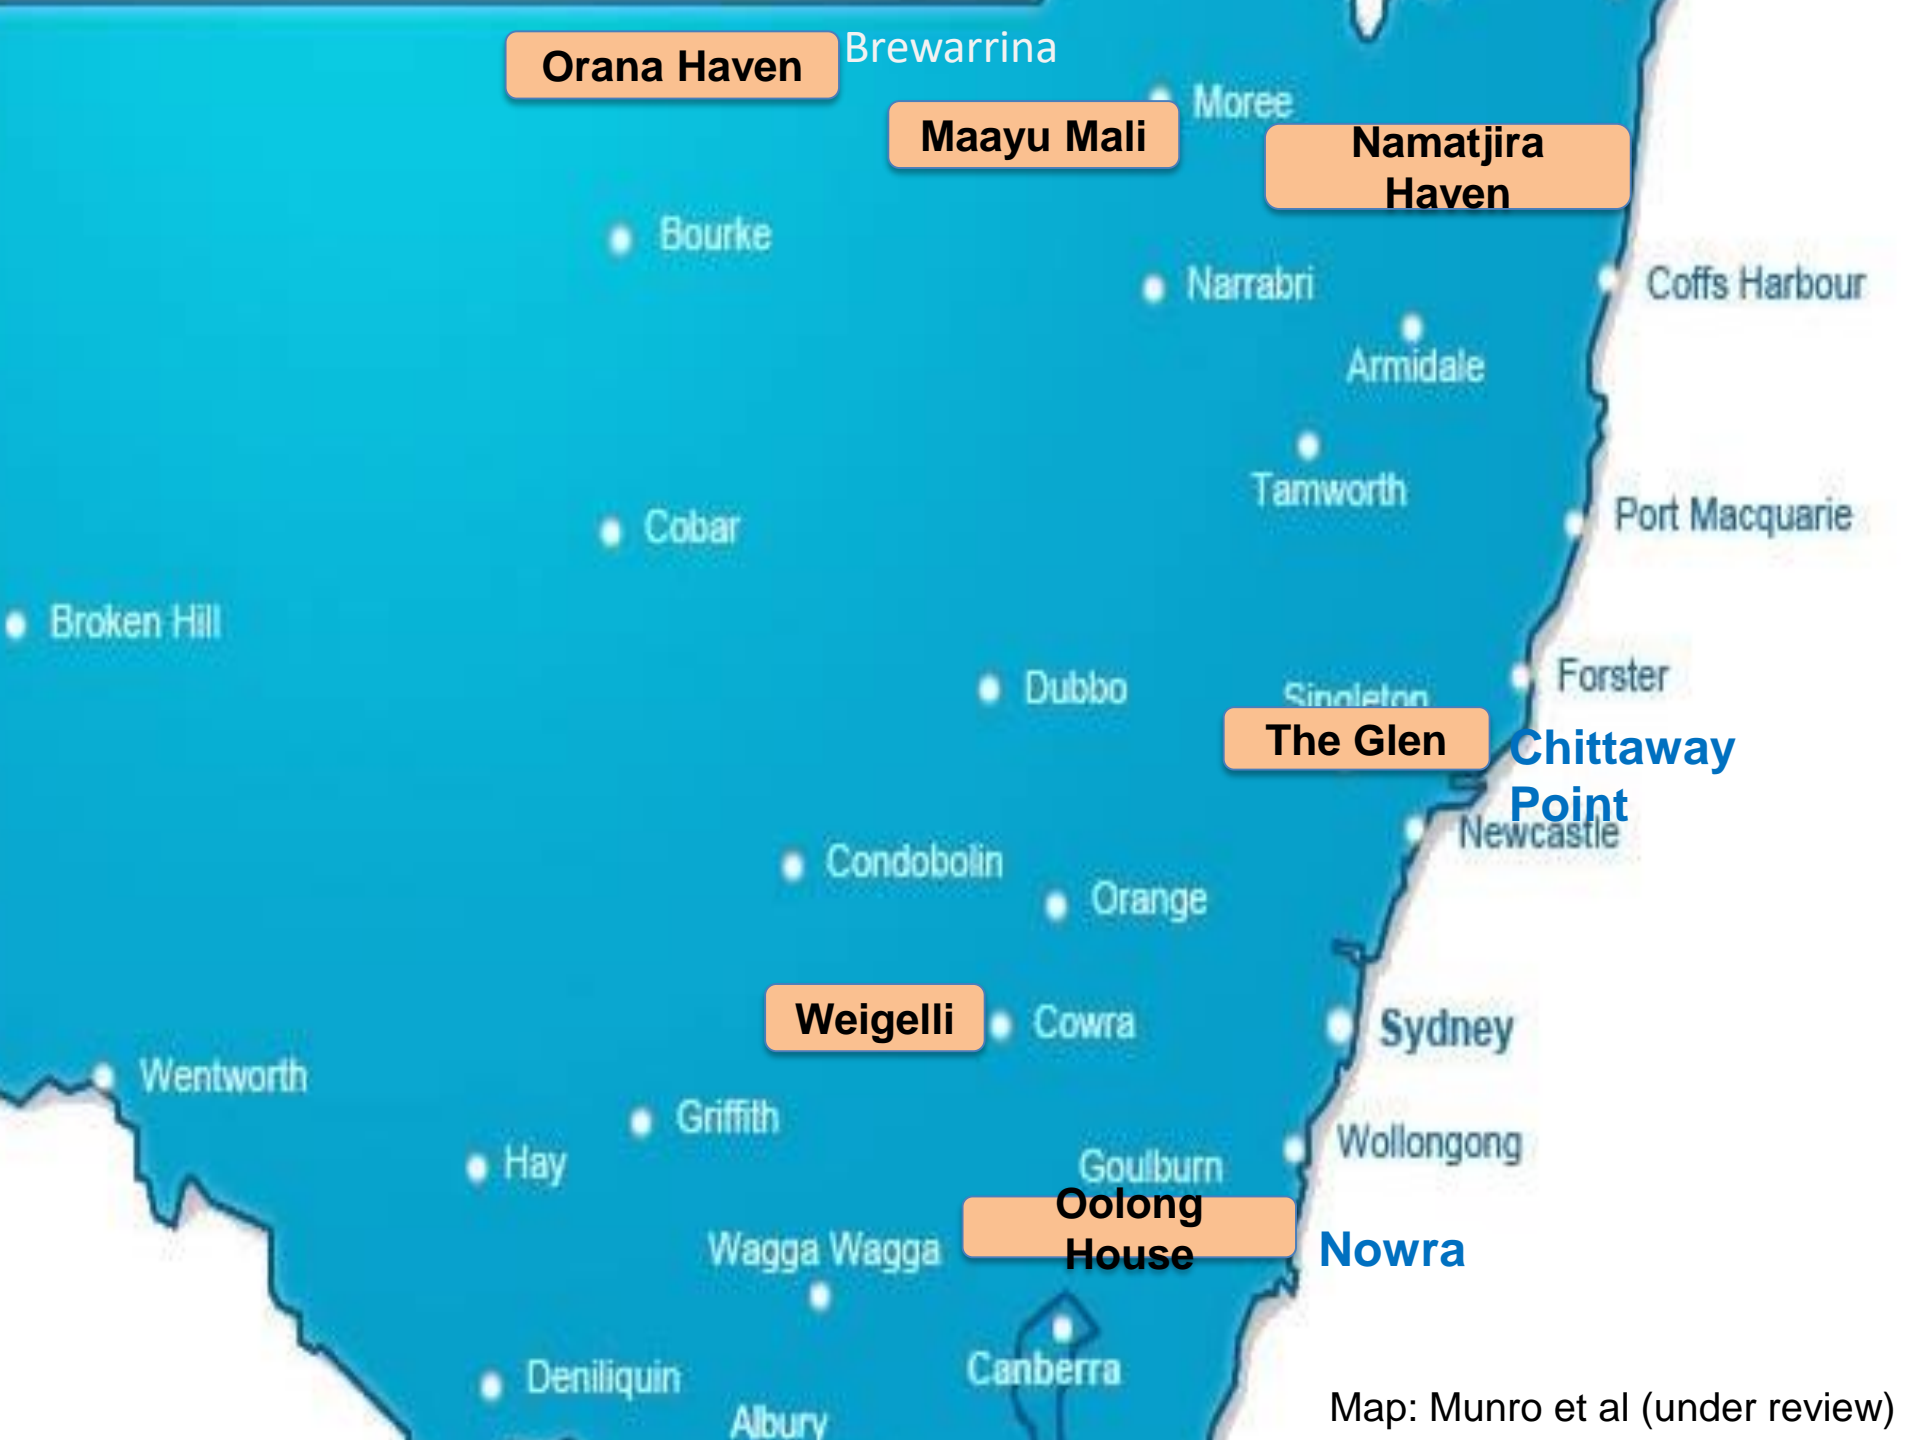 Brewarrina
Orana Haven
Moree
Maayu Mali
Namatjira
Haven
Bourke
Narrabri
Coffs Harbour
Armidale
Tamworth
Cobar
Port Macquarie
Broken Hill
Dubbo
Singleton
Forster
The Glen
Chittaway
Point
Newcastle
Condobolin
Orange
Weigelli
Cowra
Sydney
Wentworth
Griffith
Wollongong
Hay
Goulburn
Oolong
House
Wagga Wagga
Nowra
Canberra
Deniliquin
Albury
Map: Munro et al (under review)